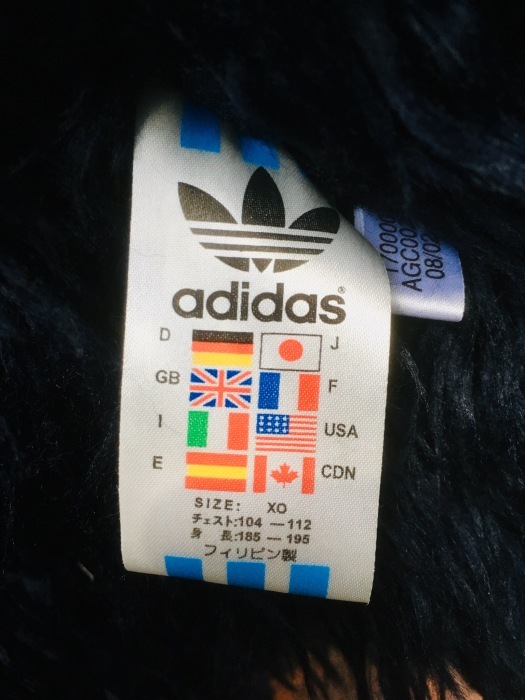 adidas®
D J
GB F
I USA
E CDN
SIZE: XO
チェスト:104 — 112
身 長:185 — 195
フィリピン製